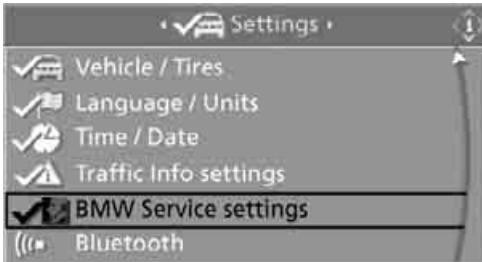 Settings
Vehicle / Tires
Language / Units
Time / Date
Traffic Info settings
BMW Service settings
Bluetooth